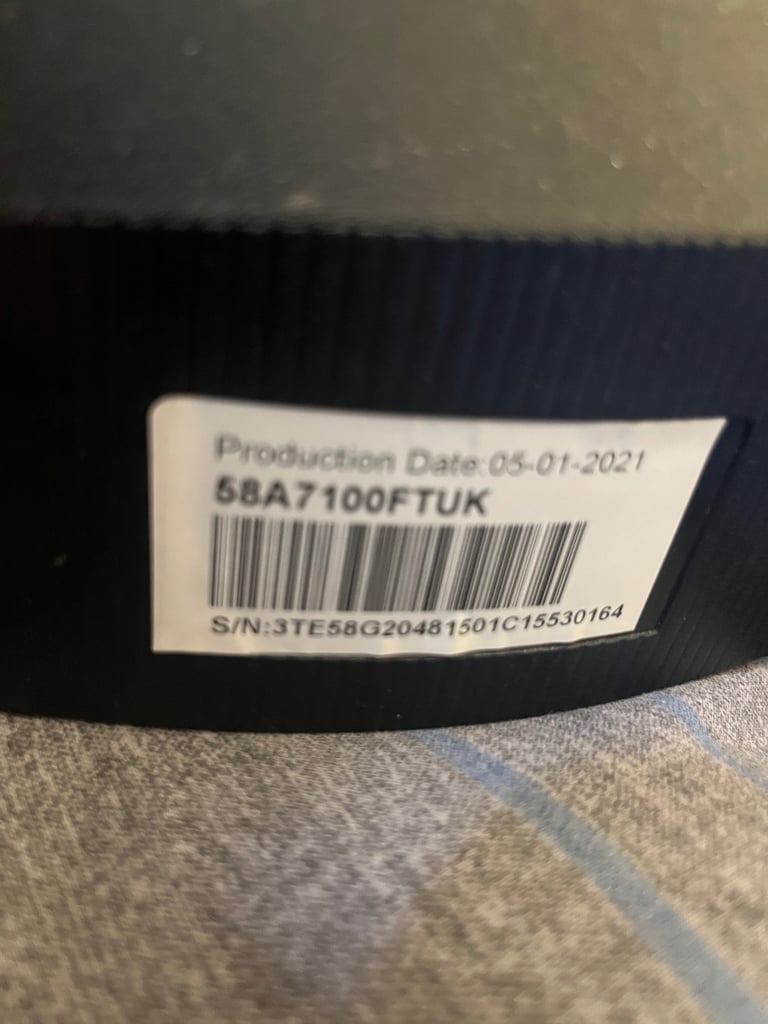 Production Date:05-01-2021
58A7100FTUK
S/N:3TE58G20481501C15530164